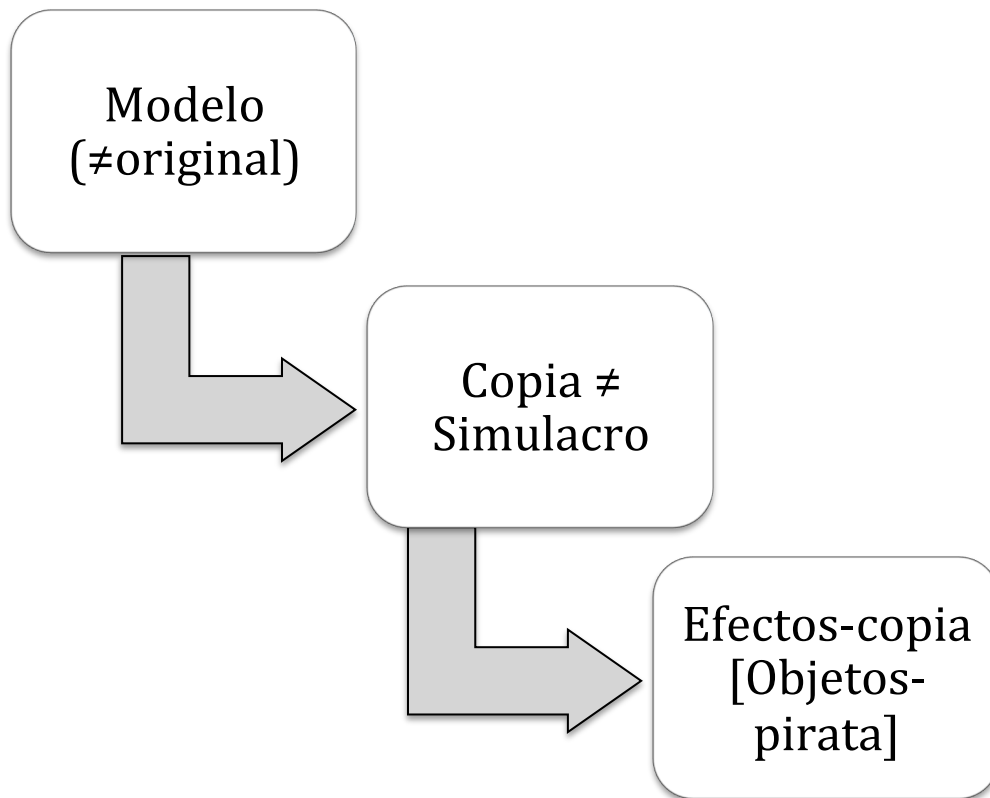 Modelo
(≠original)
Copia ≠
Simulacro
Efectos-copia
[Objetos-
pirata]